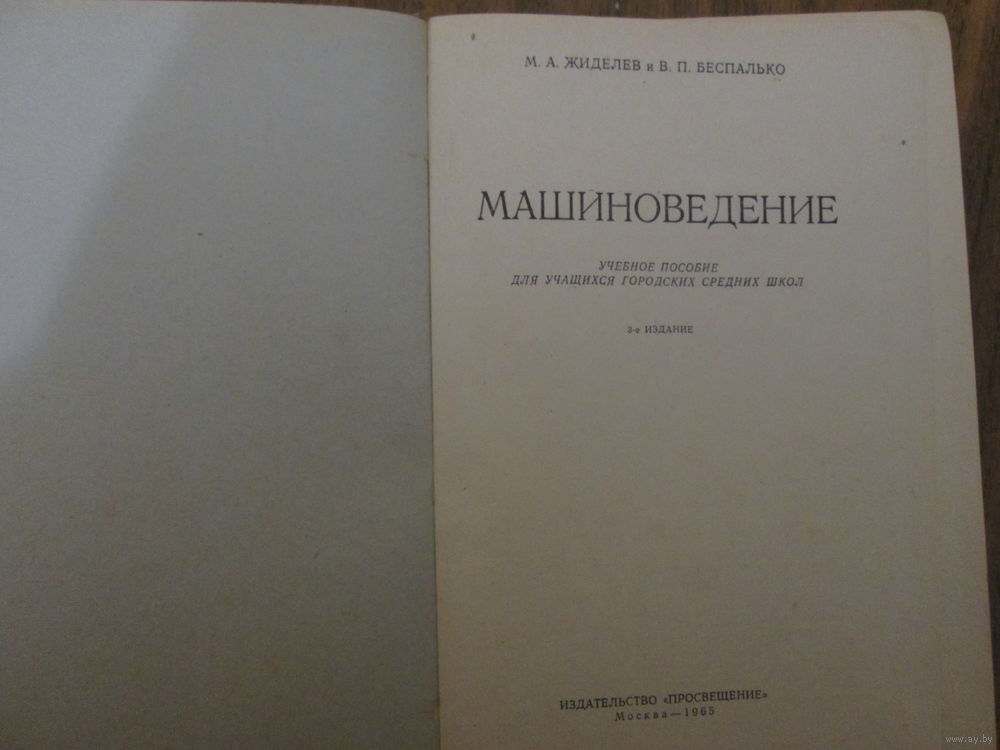 М. А. ЖИДЕЛЕВ и В. П. БЕСПАЛЬКО
МАШИНОВЕДЕНИЕ
УЧЕБНОЕ ПОСОБИЕ
ДЛЯ УЧАЩИХСЯ ГОРОДСКИХ СРЕДНИХ ШКОЛ
3-е ИЗДАНИЕ
ИЗДАТЕЛЬСТВО «ПРОСВЕЩЕНИЕ»
Москва—1965
www.ay.by